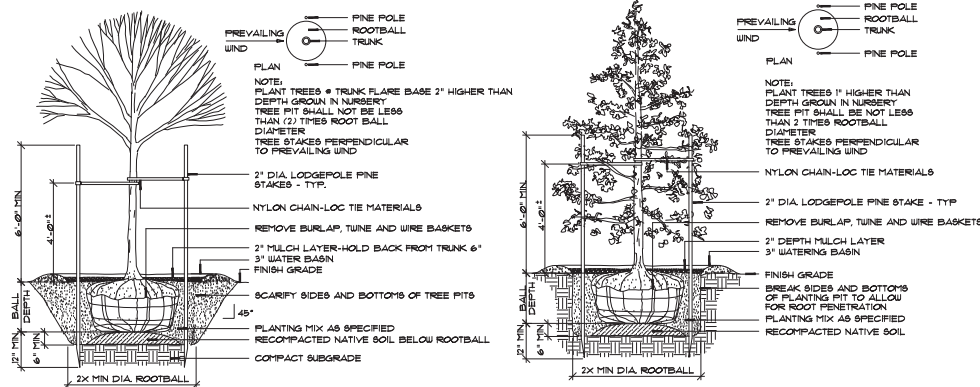 PINE POLE
ROOTBALL
TRUNK
PREVAILING
WIND
PINE POLE
PLAN
NOTE:
PLANT TREES @ TRUNK FLARE BASE 2" HIGHER THAN
DEPTH GROWN IN NURSERY
TREE PIT SHALL NOT BE LESS
THAN (2) TIMES ROOT BALL
DIAMETER
TREE STAKES PERPENDICULAR
TO PREVAILING WIND
2" DIA. LODGEPOLE PINE
STAKES - TYP.
NYLON CHAIN-LOC TIE MATERIALS
REMOVE BURLAP, TWINE AND WIRE BASKETS
2" MULCH LAYER-HOLD BACK FROM TRUNK 6"
3" WATER BASIN
FINISH GRADE
SCARIFY SIDES AND BOTTOMS OF TREE PITS
45°
PLANTING MIX AS SPECIFIED
RECOMPACTED NATIVE SOIL BELOW ROOTBALL
COMPACT SUBGRADE
6'-0" MIN.
4'-0"±
BALL
DEPTH
12" MIN.
6" MIN.
2X MIN DIA. ROOTBALL
PINE POLE
ROOTBALL
TRUNK
PREVAILING
WIND
PINE POLE
PLAN
NOTE:
PLANT TREES 1" HIGHER THAN
DEPTH GROWN IN NURSERY
TREE PIT SHALL BE NOT LESS
THAN 2 TIMES ROOTBALL
DIAMETER
TREE STAKES PERPENDICULAR
TO PREVAILING WIND
NYLON CHAIN-LOC TIE MATERIALS
2" DIA. LODGEPOLE PINE STAKE - TYP
REMOVE BURLAP, TWINE AND WIRE BASKETS
2" DEPTH MULCH LAYER
3" WATERING BASIN
FINISH GRADE
BREAK SIDES AND BOTTOMS
OF PLANTING PIT TO ALLOW
FOR ROOT PENETRATION
PLANTING MIX AS SPECIFIED
RECOMPACTED NATIVE SOIL
6'-0" MIN.
4'-0"±
BALL
DEPTH
12" MIN.
6" MIN.
2X MIN DIA. ROOTBALL